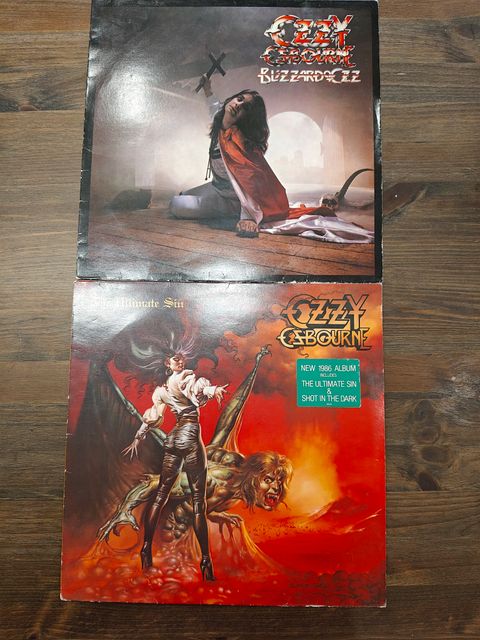 OZZY
OSBOURNE
BLIZZARD OF OZZ
The Ultimate Sin
OZZY
OSBOURNE
NEW 1986 ALBUM
INCLUDES
THE ULTIMATE SIN
&
SHOT IN THE DARK